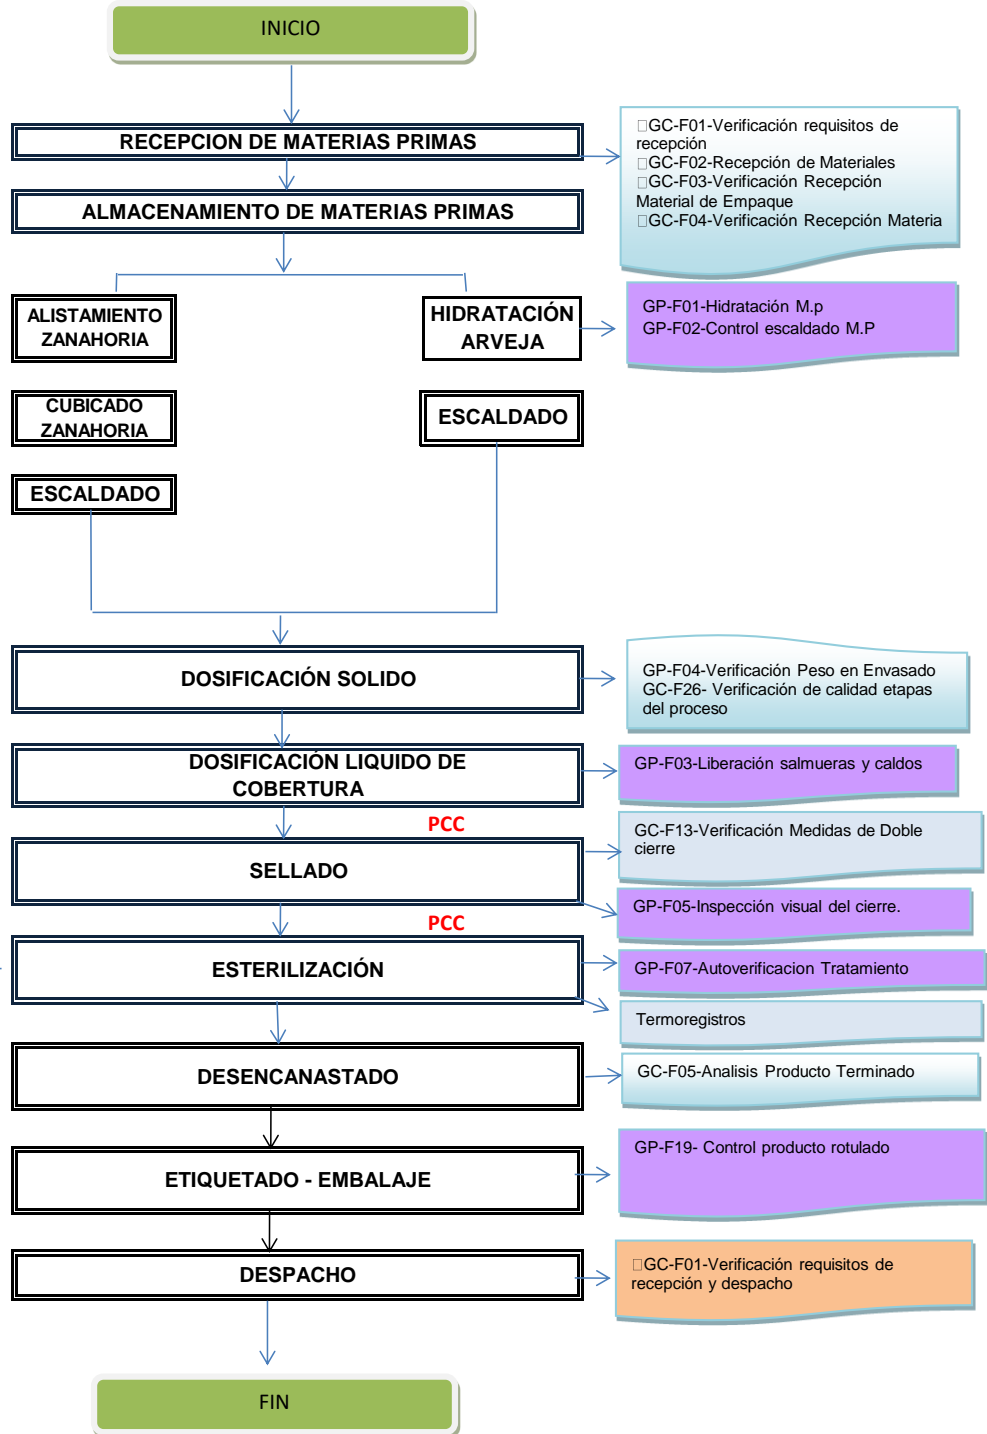 INICIO
RECEPCION DE MATERIAS PRIMAS
□GC-F01-Verificación requisitos de
recepción
□GC-F02-Recepción de Materiales
□GC-F03-Verificación Recepción
Material de Empaque
□GC-F04-Verificación Recepción Materia
ALMACENAMIENTO DE MATERIAS PRIMAS
ALISTAMIENTO
ZANAHORIA
HIDRATACIÓN
ARVEJA
GP-F01-Hidratación M.p
GP-F02-Control escaldado M.P
CUBICADO
ZANAHORIA
ESCALDADO
ESCALDADO
DOSIFICACIÓN SOLIDO
GP-F04-Verificación Peso en Envasado
GC-F26- Verificación de calidad etapas
del proceso
DOSIFICACIÓN LIQUIDO DE
COBERTURA
GP-F03-Liberación salmueras y caldos
PCC
SELLADO
GC-F13-Verificación Medidas de Doble
cierre
GP-F05-Inspección visual del cierre.
PCC
ESTERILIZACIÓN
GP-F07-Autoverificacion Tratamiento
Termoregistros
DESENCANASTADO
GC-F05-Analisis Producto Terminado
ETIQUETADO - EMBALAJE
GP-F19- Control producto rotulado
DESPACHO
□GC-F01-Verificación requisitos de
recepción y despacho
FIN